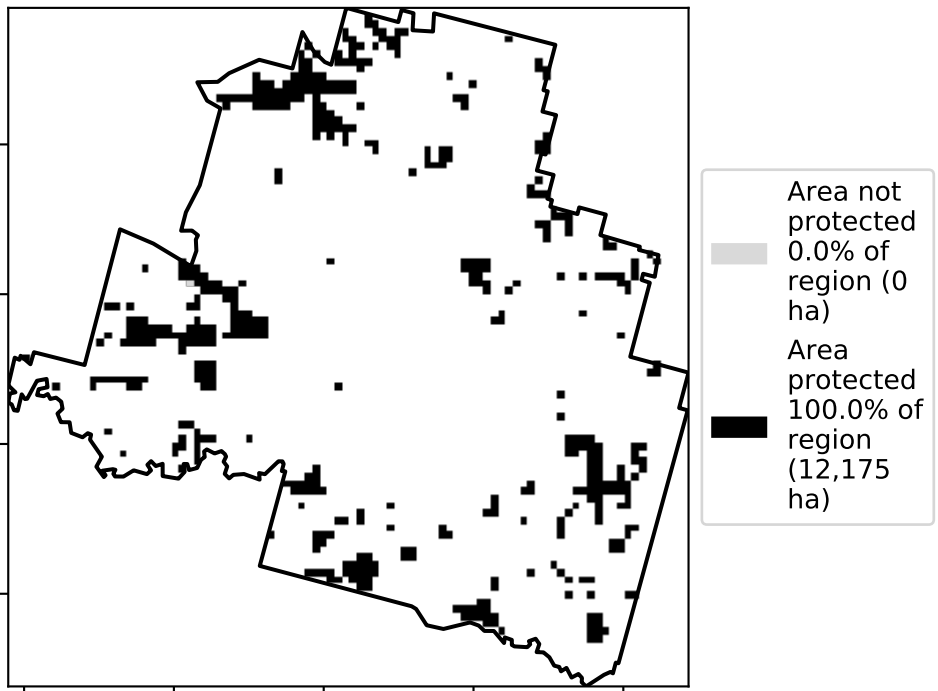 Area not
protected
0.0% of
region (0
ha)
Area
protected
100.0% of
region
(12,175
ha)